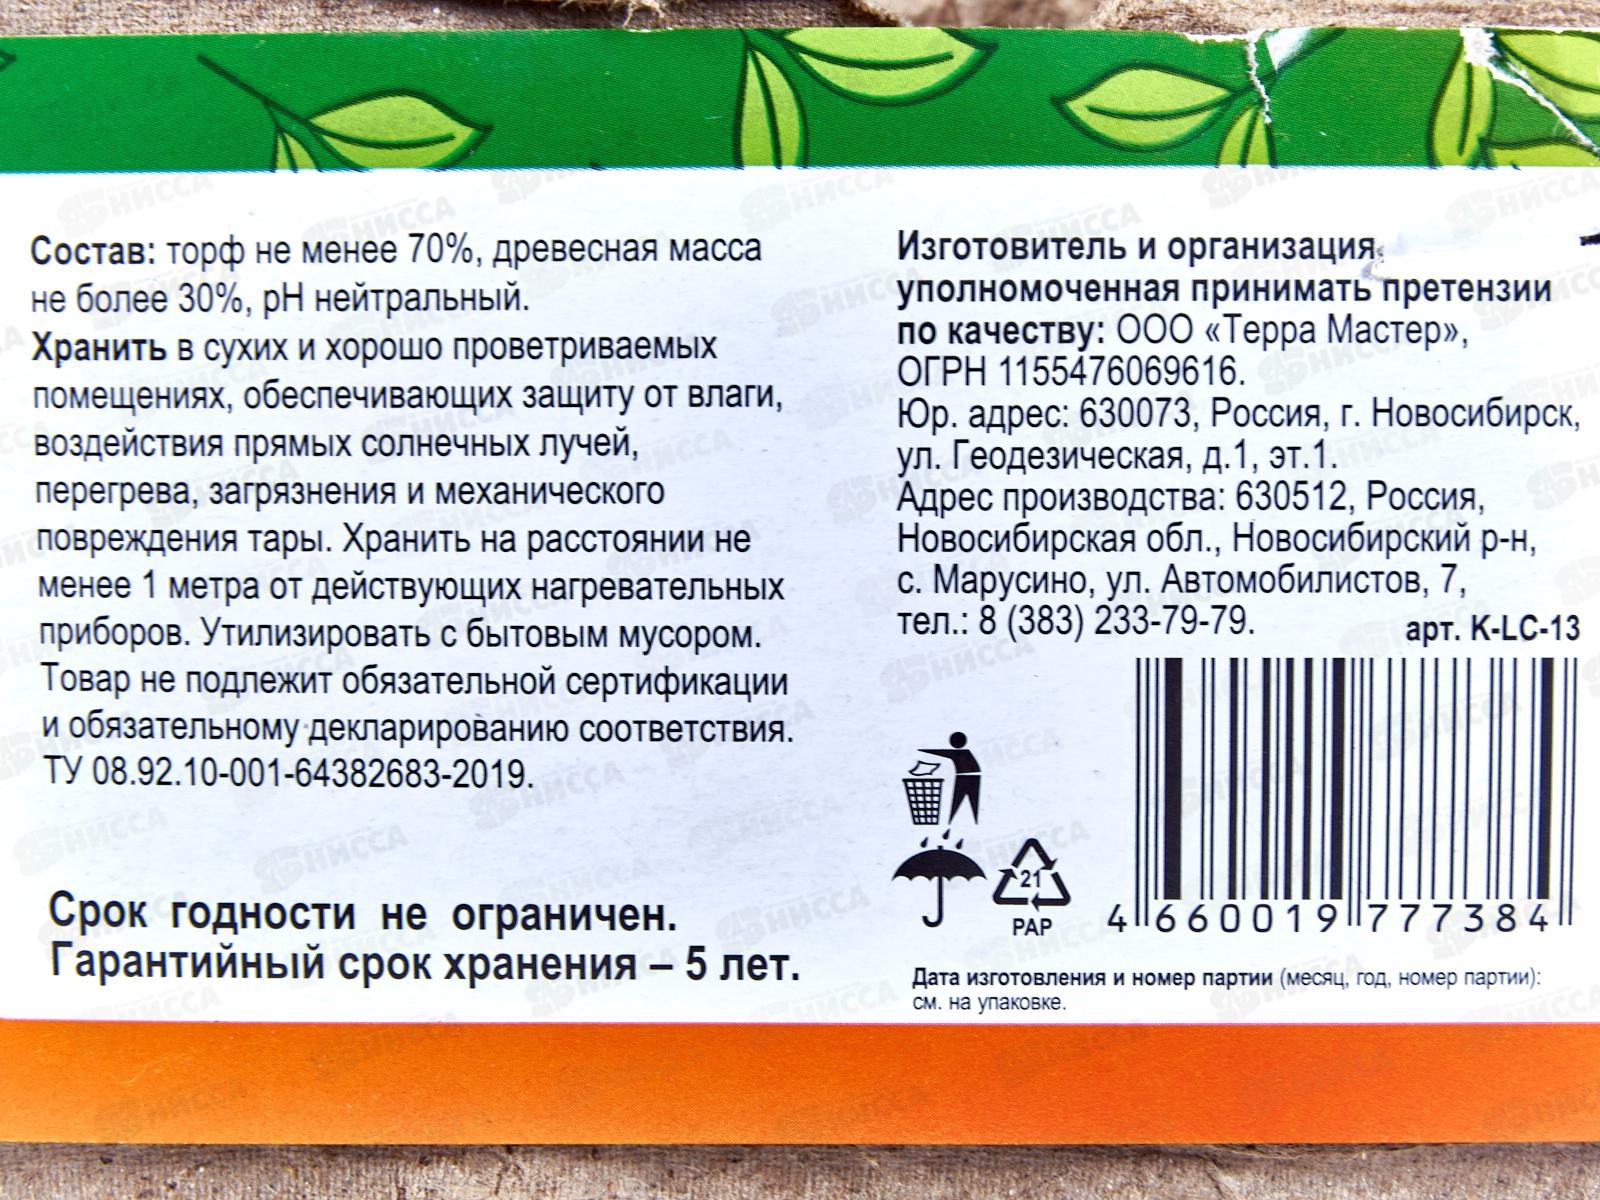 Состав: торф не менее 70%, древесная масса
не более 30%, pH нейтральный.
Хранить в сухих и хорошо проветриваемых
помещениях, обеспечивающих защиту от влаги,
воздействия прямых солнечных лучей,
перегрева, загрязнения и механического
повреждения тары. Хранить на расстоянии не
менее 1 метра от действующих нагревательных
приборов. Утилизировать с бытовым мусором.
Товар не подлежит обязательной сертификации
и обязательному декларированию соответствия.
ТУ 08.92.10-001-64382683-2019.
Срок годности не ограничен.
Гарантийный срок хранения – 5 лет.
Изготовитель и организация,
уполномоченная принимать претензии
по качеству: ООО «Терра Мастер»,
ОГРН 1155476069616.
Юр. адрес: 630073, Россия, г. Новосибирск,
ул. Геодезическая, д.1, эт.1.
Адрес производства: 630512, Россия,
Новосибирская обл., Новосибирский р-н,
с. Марусино, ул. Автомобилистов, 7,
тел.: 8 (383) 233-79-79.
арт. K-LC-13
21
PAP
4 660019 777384
Дата изготовления и номер партии (месяц, год, номер партии):
см. на упаковке.
НИССА